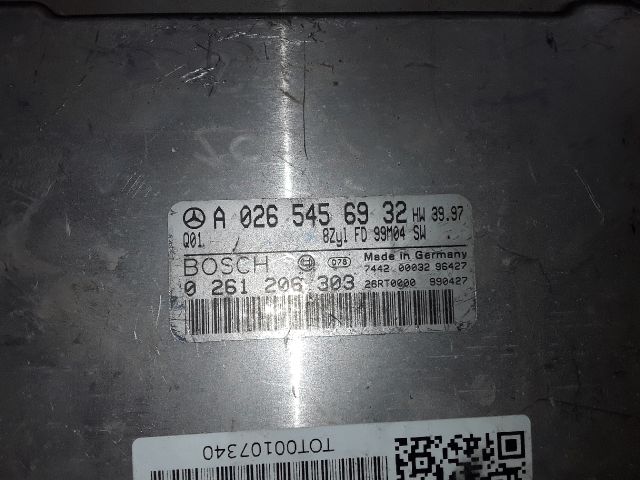 A 026 545 69 32 HW 39.97
Q01 8Zyl FD 99M04 SW
BOSCH 078 Made in Germany
7442 00032 96427
0 261 206 303 26RT0000 990427
TOT00107340